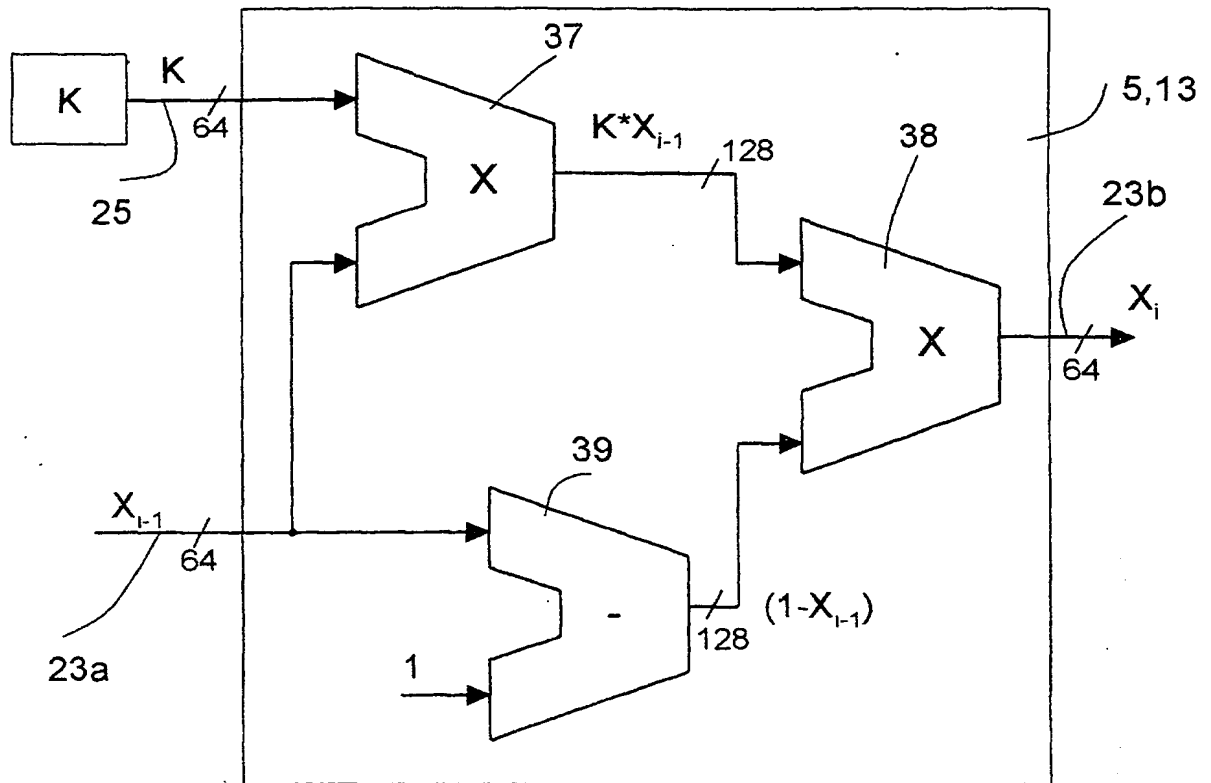 37
K
K
64
5,13
K*X i-1
128
38
X
25
23b
X i
X
64
39
X i-1
64
-
(1-X i-1)
128
1
23a